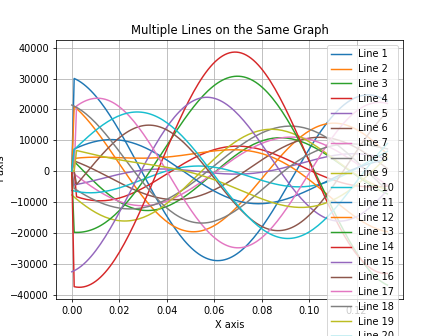 Multiple Lines on the Same Graph
40000
30000
20000
10000
0
-10000
-20000
-30000
-40000
0.00
0.02
0.04
0.06
0.08
0.10
X axis
Line 1
Line 2
Line 3
Line 4
Line 5
Line 6
Line 7
Line 8
Line 9
Line 10
Line 11
Line 12
Line 13
Line 14
Line 15
Line 16
Line 17
Line 18
Line 19
Line 20